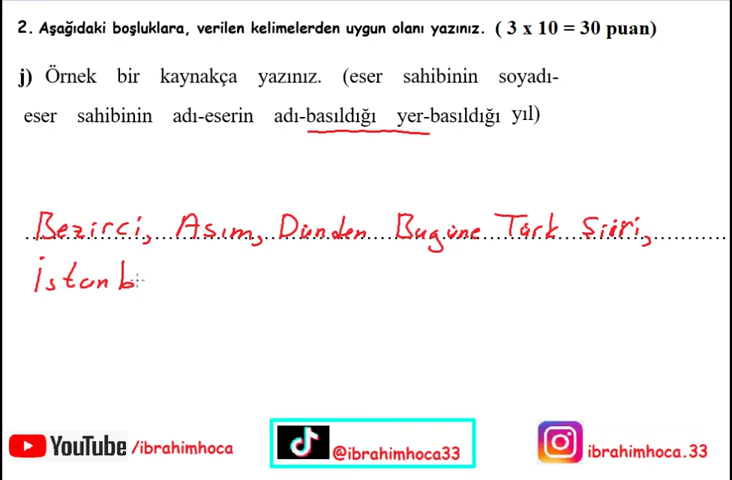 2. Aşağıdaki boşluklara, verilen kelimelerden uygun olanı yazınız. ( 3 x 10 = 30 puan)
j) Örnek bir kaynakça yazınız. (eser sahibinin soyadı-
eser sahibinin adı-eserin adı-basıldığı yer-basıldığı yıl)
Bezirci, Asım, Dünden Bugüne Türk Şiiri,
İstanb
YouTube /ibrahimhoca
@ibrahimhoca33
ibrahimhoca.33